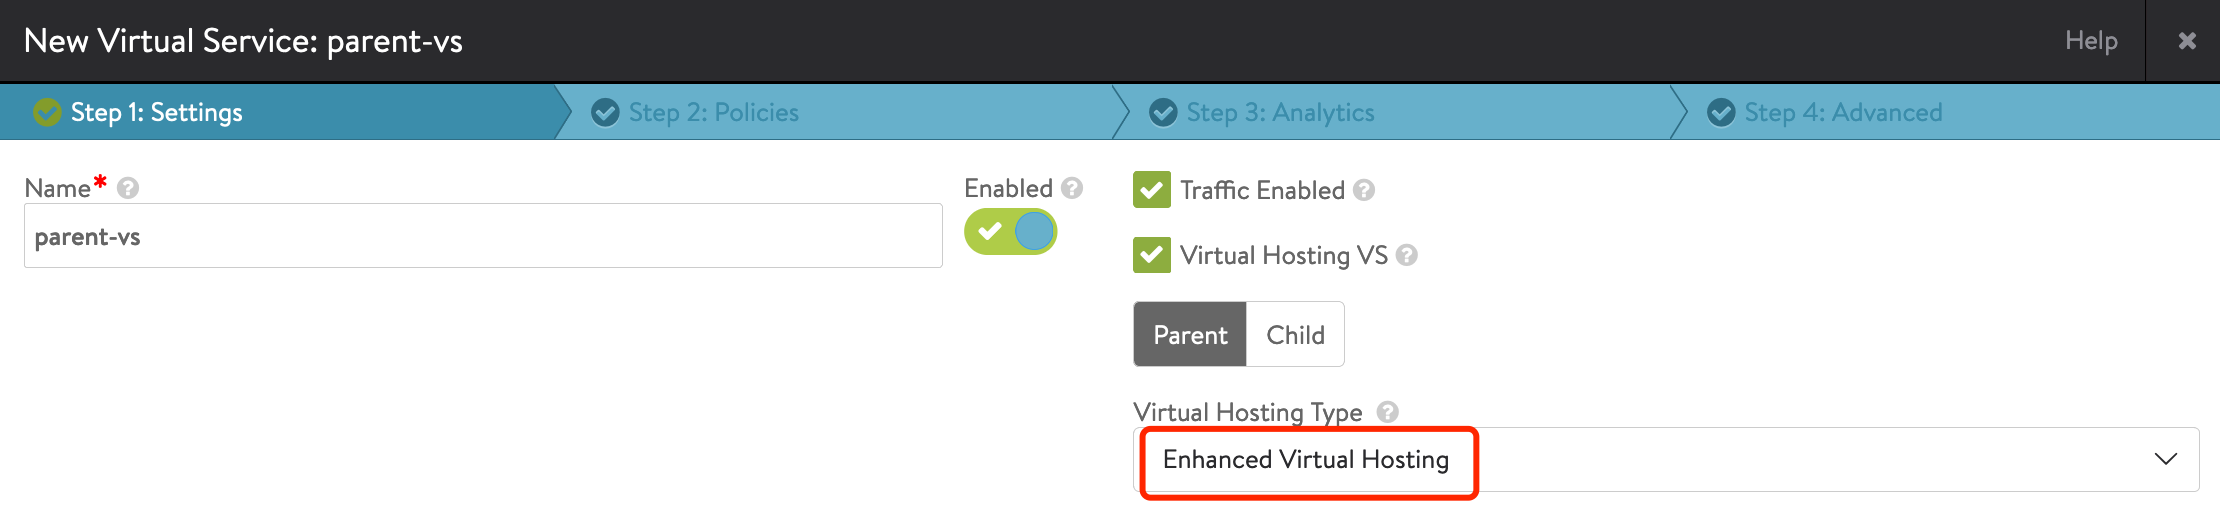 New Virtual Service: parent-vs
Help
Step 1: Settings
Step 2: Policies
Step 3: Analytics
Step 4: Advanced
Name*
parent-vs
Enabled
Traffic Enabled
Virtual Hosting VS
Parent
Child
Virtual Hosting Type
Enhanced Virtual Hosting